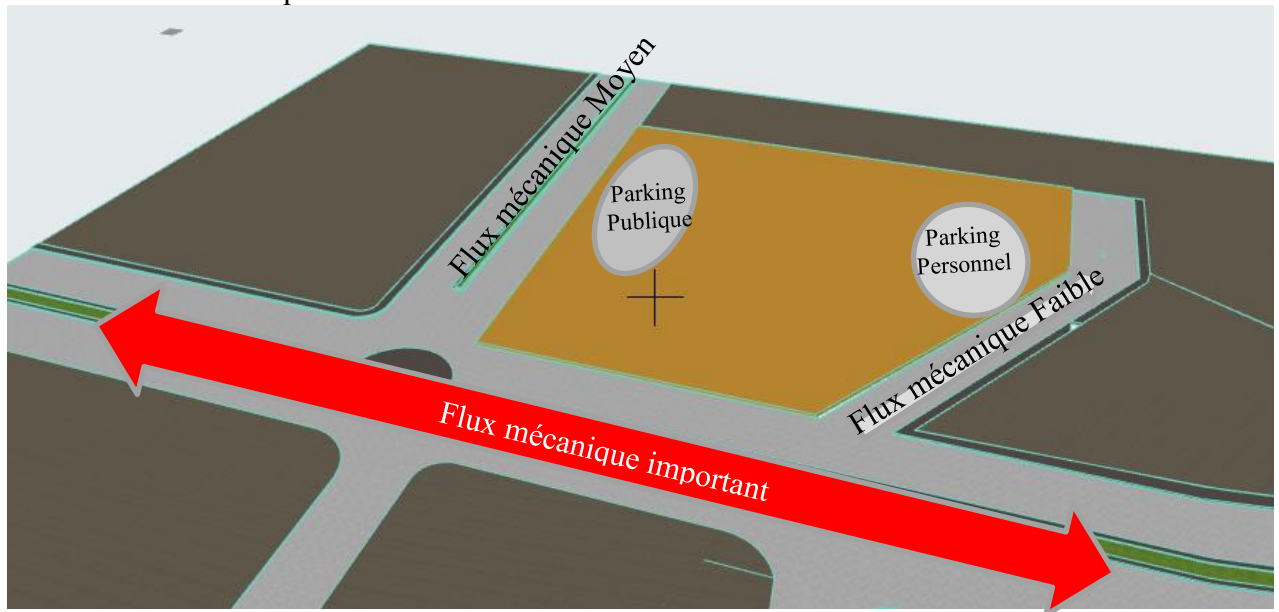 Flux mécanique Moyen
Parking
Publique
Parking
Personnel
Flux mécanique Faible
Flux mécanique important